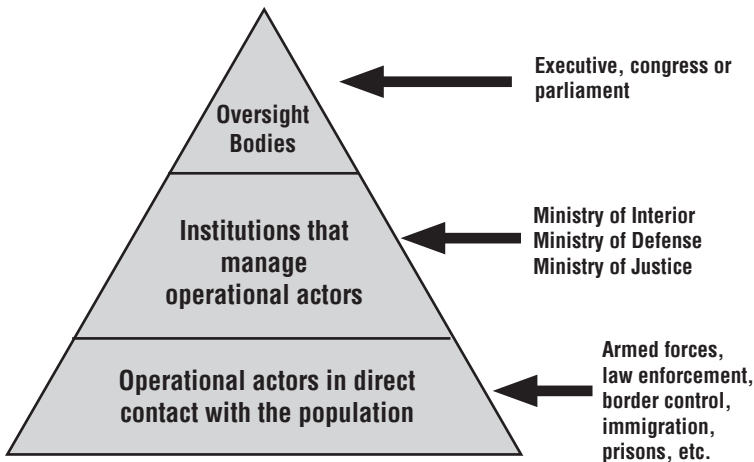 Oversight
Bodies
Executive, congress or
parliament
Institutions that
manage
operational actors
Ministry of Interior
Ministry of Defense
Ministry of Justice
Operational actors in direct
contact with the population
Armed forces,
law enforcement,
border control,
immigration,
prisons, etc.